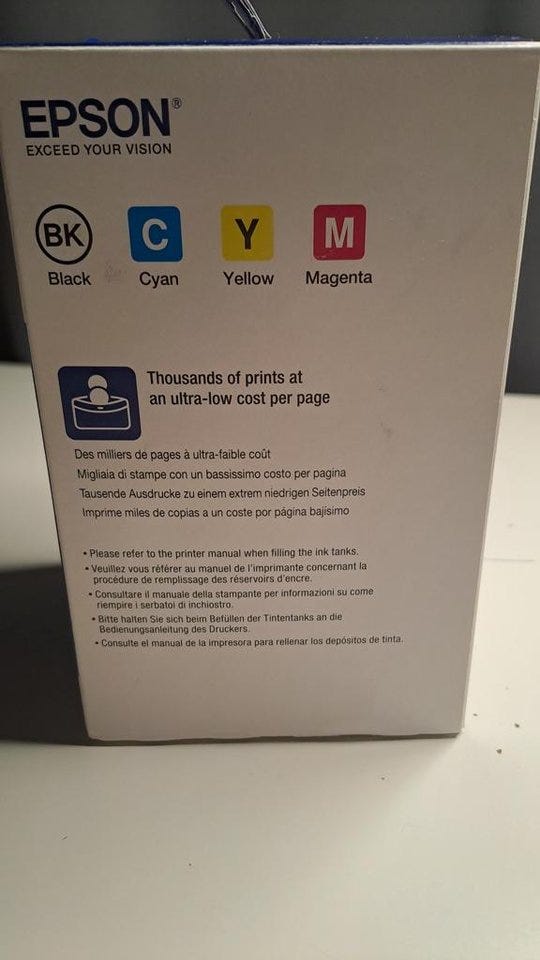 EPSON®
EXCEED YOUR VISION
BK C Y M
Black Cyan Yellow Magenta
Thousands of prints at
an ultra-low cost per page
Des milliers de pages à ultra-faible coût
Migliaia di stampe con un bassissimo costo per pagina
Tausende Ausdrucke zu einem extrem niedrigen Seitenpreis
Imprime miles de copias a un coste por página bajísimo
• Please refer to the printer manual when filling the ink tanks.
• Veuillez vous référer au manuel de l'imprimante concernant la
procédure de remplissage des réservoirs d'encre.
• Consultare il manuale della stampante per informazioni su come
riempire i serbatoi di inchiostro.
• Bitte halten Sie sich beim Befüllen der Tintentanks an die
Bedienungsanleitung des Druckers.
• Consulte el manual de la impresora para rellenar los depósitos de tinta.